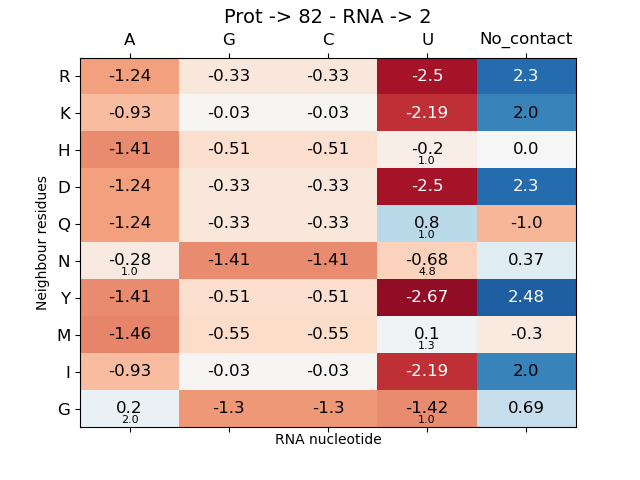 Prot -> 82 - RNA -> 2
A G C U No_contact
R -1.24 -0.33 -0.33 -2.5 2.3
K -0.93 -0.03 -0.03 -2.19 2.0
H -1.41 -0.51 -0.51 -0.2 0.0
1.0
D -1.24 -0.33 -0.33 -2.5 2.3
Q -1.24 -0.33 -0.33 0.8 -1.0
1.0
N -0.28 -1.41 -1.41 -0.68 0.37
1.0 4.8
Y -1.41 -0.51 -0.51 -2.67 2.48
M -1.46 -0.55 -0.55 0.1 -0.3
1.3
I -0.93 -0.03 -0.03 -2.19 2.0
G 0.2 -1.3 -1.3 -1.42 0.69
2.0 1.0
Neighbour residues
RNA nucleotide